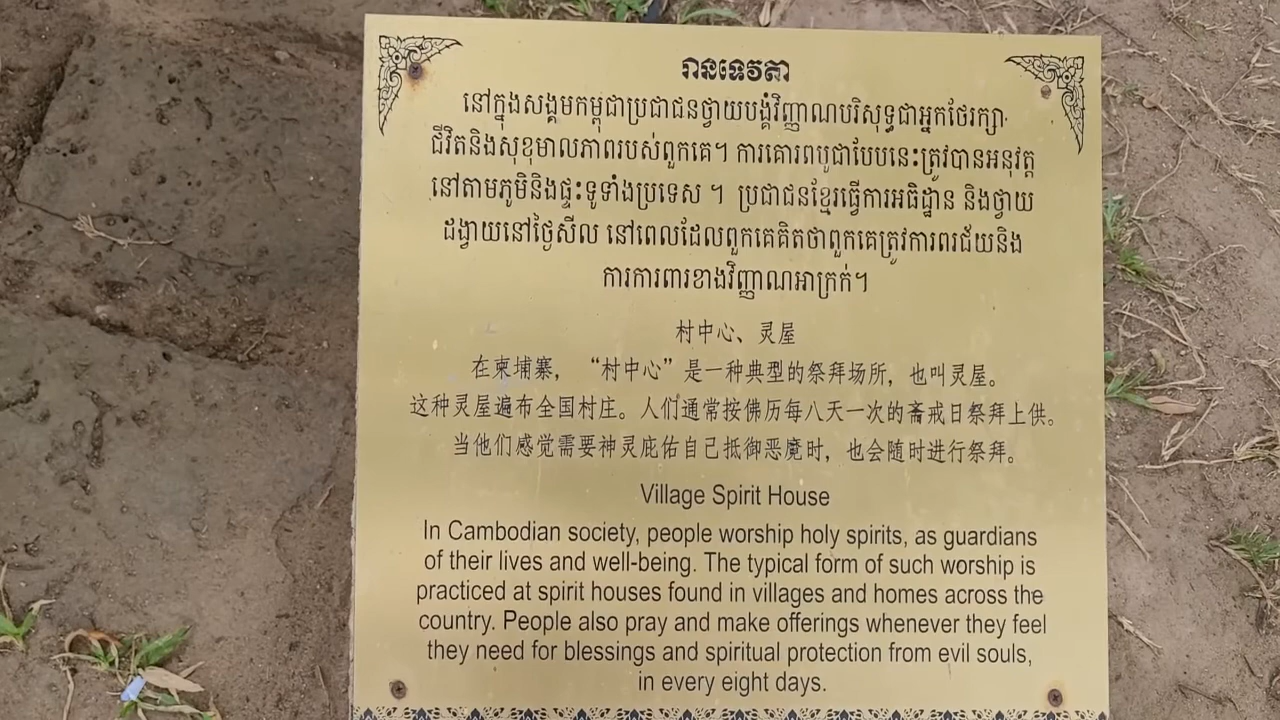 រានទេវតា
នៅក្នុងសង្គមកម្ពុជាប្រជាជនថ្វាយបង្គំវិញ្ញាណបរិសុទ្ធជាអ្នកថែរក្សា
ជីវិតនិងសុខុមាលភាពរបស់ពួកគេ។ ការគោរពបូជាបែបនេះត្រូវបានអនុវត្ត
នៅតាមភូមិនិងផ្ទះទូទាំងប្រទេស ។ ប្រជាជនខ្មែរធ្វើការអធិដ្ឋាន និងថ្វាយ
ដង្វាយនៅថ្ងៃសីល នៅពេលដែលពួកគេគិតថាពួកគេត្រូវការពរជ័យនិង
ការការពារខាងវិញ្ញាណអាក្រក់។
村中心、灵屋
在柬埔寨，“村中心”是一种典型的祭拜场所，也叫灵屋。
这种灵屋遍布全国村庄。人们通常按佛历每八天一次的斋戒日祭拜上供。
当他们感觉需要神灵庇佑自己抵御恶魔时，也会随时进行祭拜。
Village Spirit House
In Cambodian society, people worship holy spirits, as guardians
of their lives and well-being. The typical form of such worship is
practiced at spirit houses found in villages and homes across the
country. People also pray and make offerings whenever they feel
they need for blessings and spiritual protection from evil souls,
in every eight days.